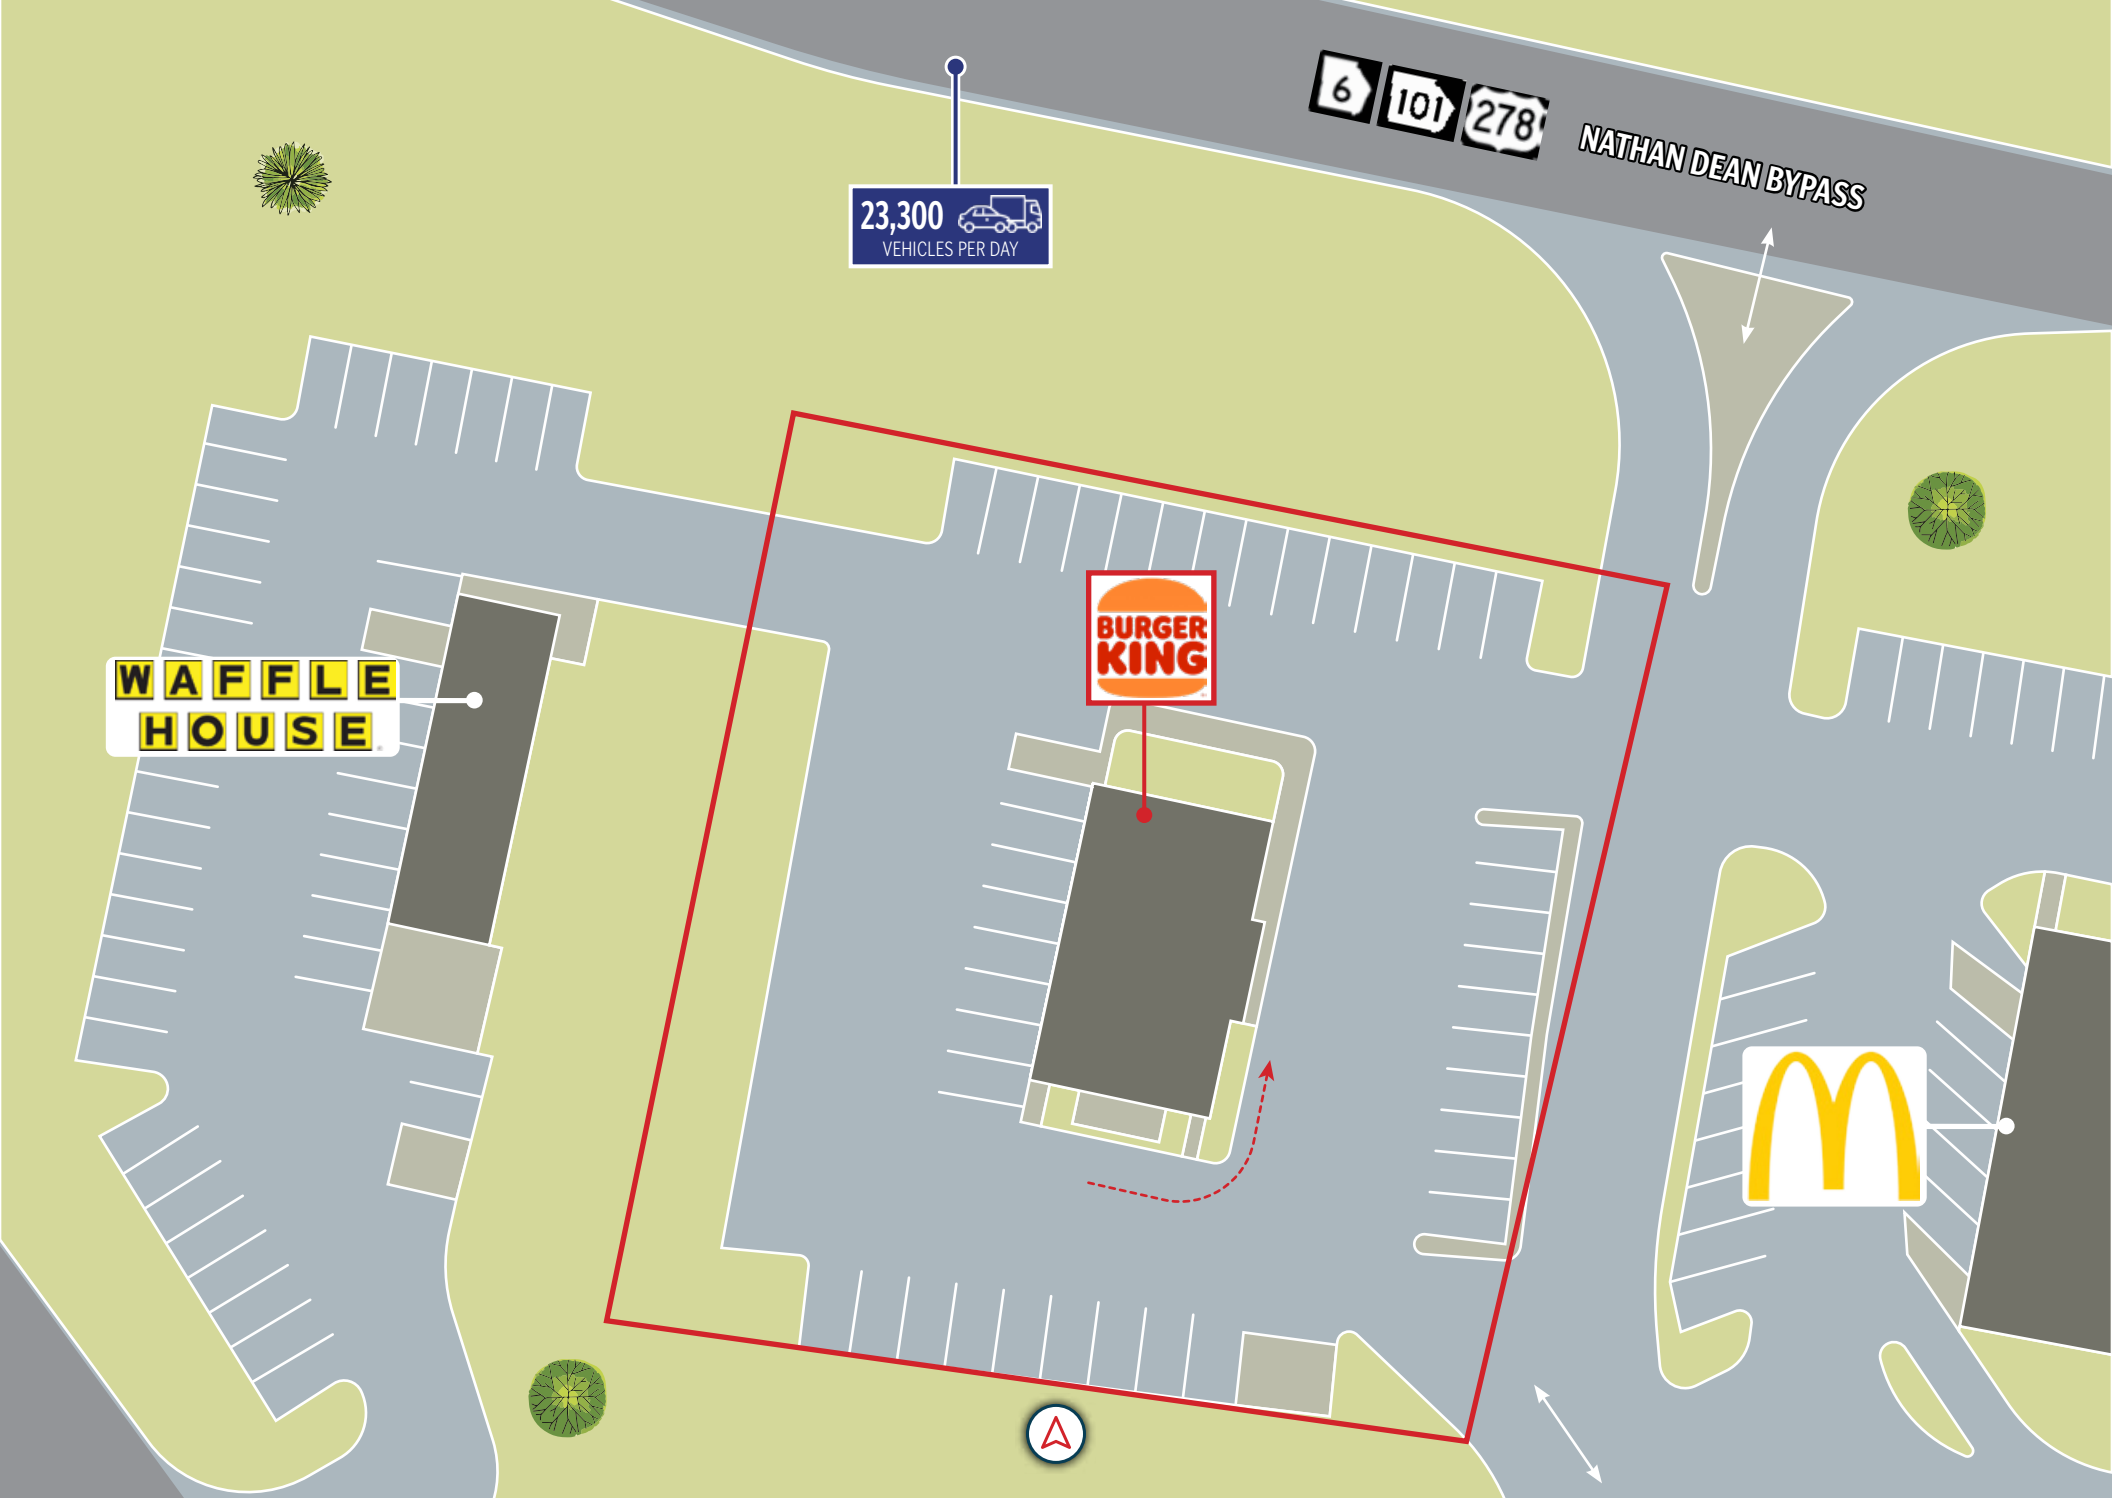 6
101
278
NATHAN DEAN BYPASS
23,300
VEHICLES PER DAY
BURGER
KING
WAFFLE
HOUSE